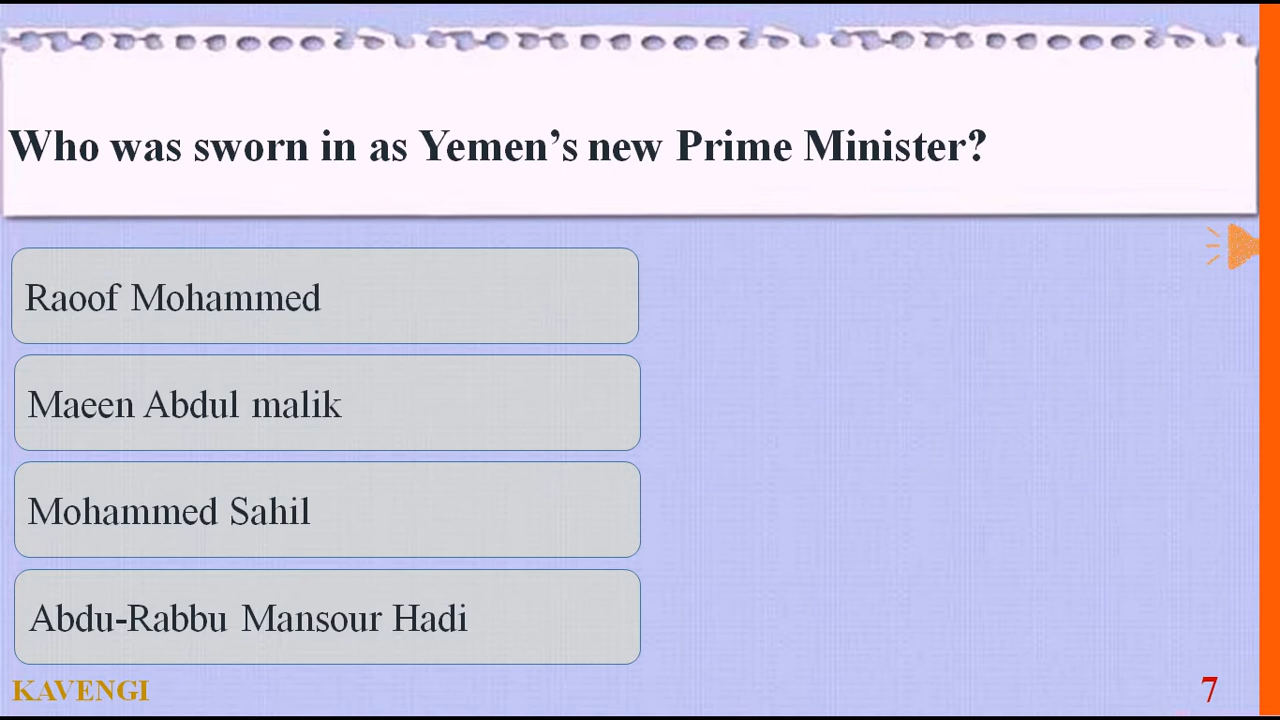 Who was sworn in as Yemen’s new Prime Minister?
Raoof Mohammed
Maeen Abdul malik
Mohammed Sahil
Abdu-Rabbu Mansour Hadi
KAVENGI
7